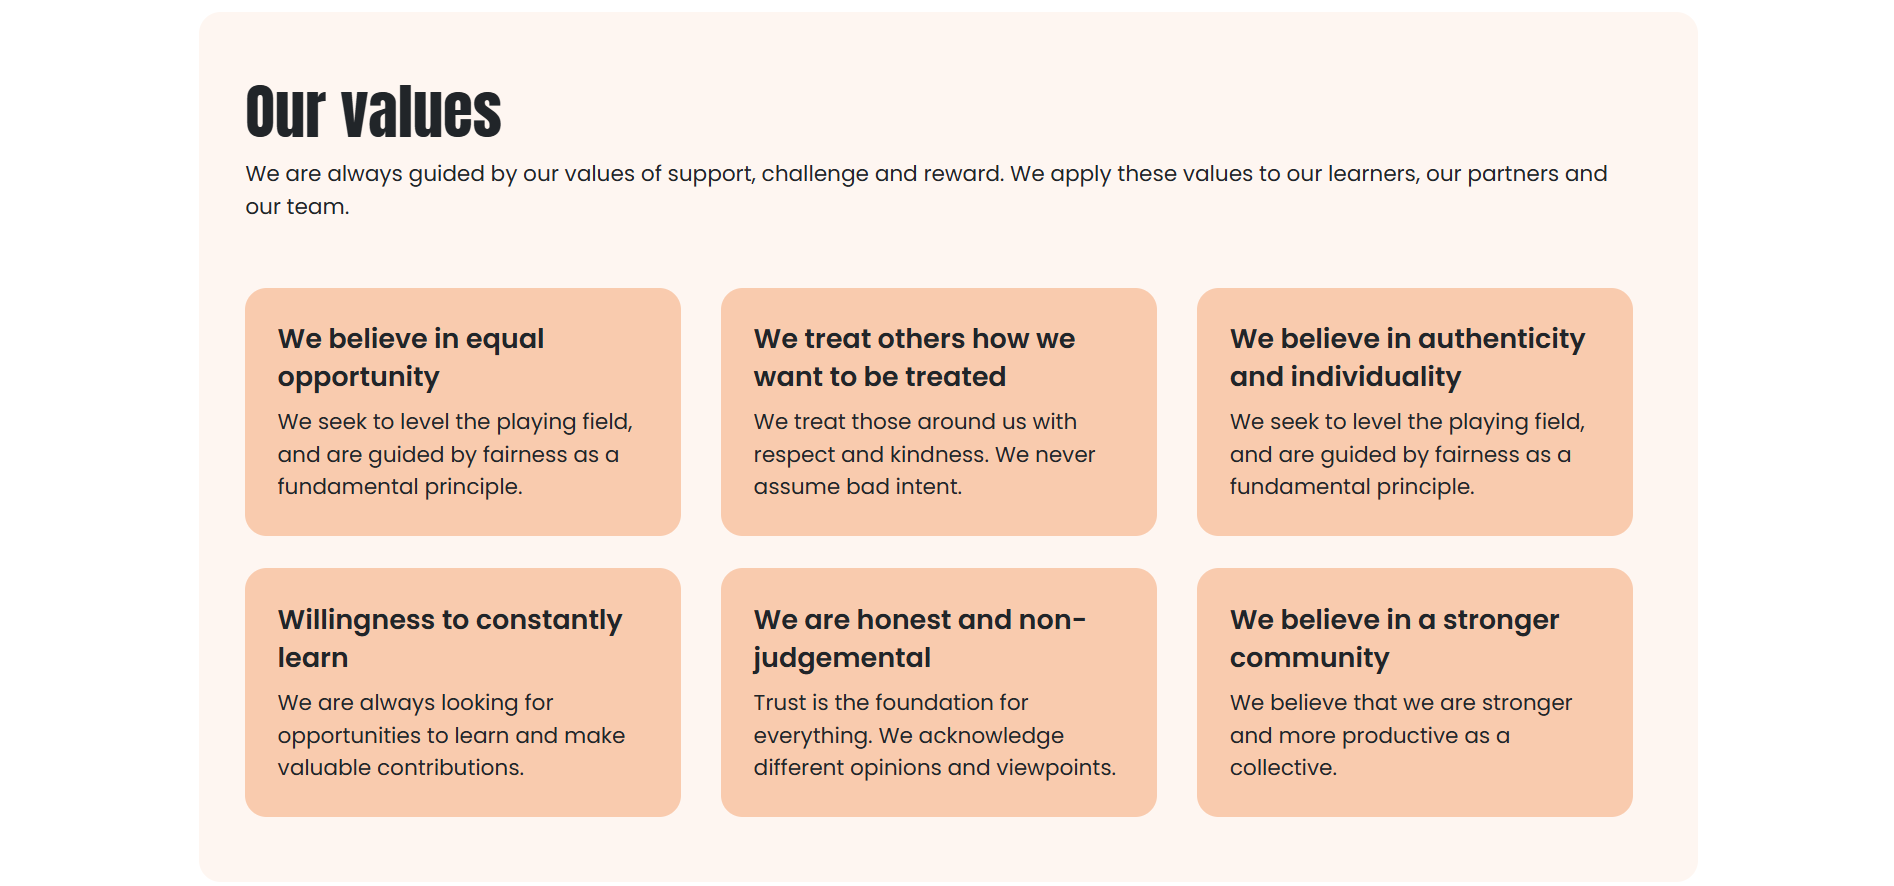 Our values
We are always guided by our values of support, challenge and reward. We apply these values to our learners, our partners and
our team.
We believe in equal
opportunity
We seek to level the playing field,
and are guided by fairness as a
fundamental principle.
We treat others how we
want to be treated
We treat those around us with
respect and kindness. We never
assume bad intent.
We believe in authenticity
and individuality
We seek to level the playing field,
and are guided by fairness as a
fundamental principle.
Willingness to constantly
learn
We are always looking for
opportunities to learn and make
valuable contributions.
We are honest and non-
judgemental
Trust is the foundation for
everything. We acknowledge
different opinions and viewpoints.
We believe in a stronger
community
We believe that we are stronger
and more productive as a
collective.